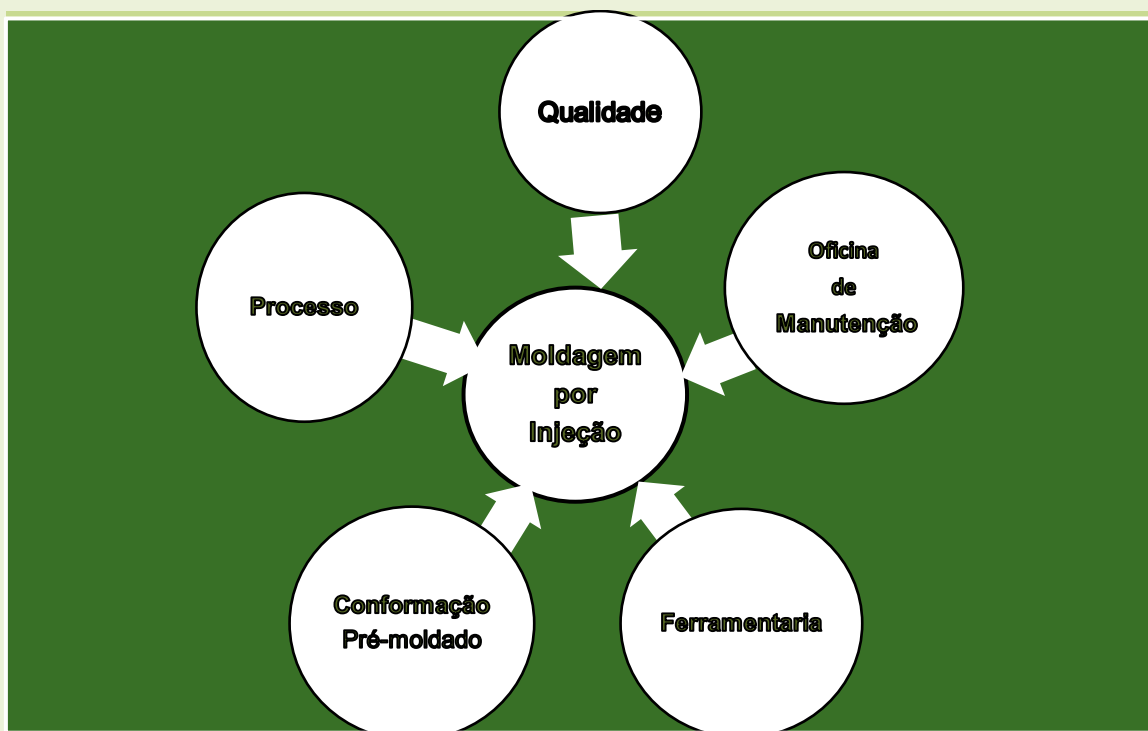 Qualidade
Processo
Oficina
de
Manutenção
Moldagem
por
Injeção
Conformação
Pré-moldado
Ferramentaria